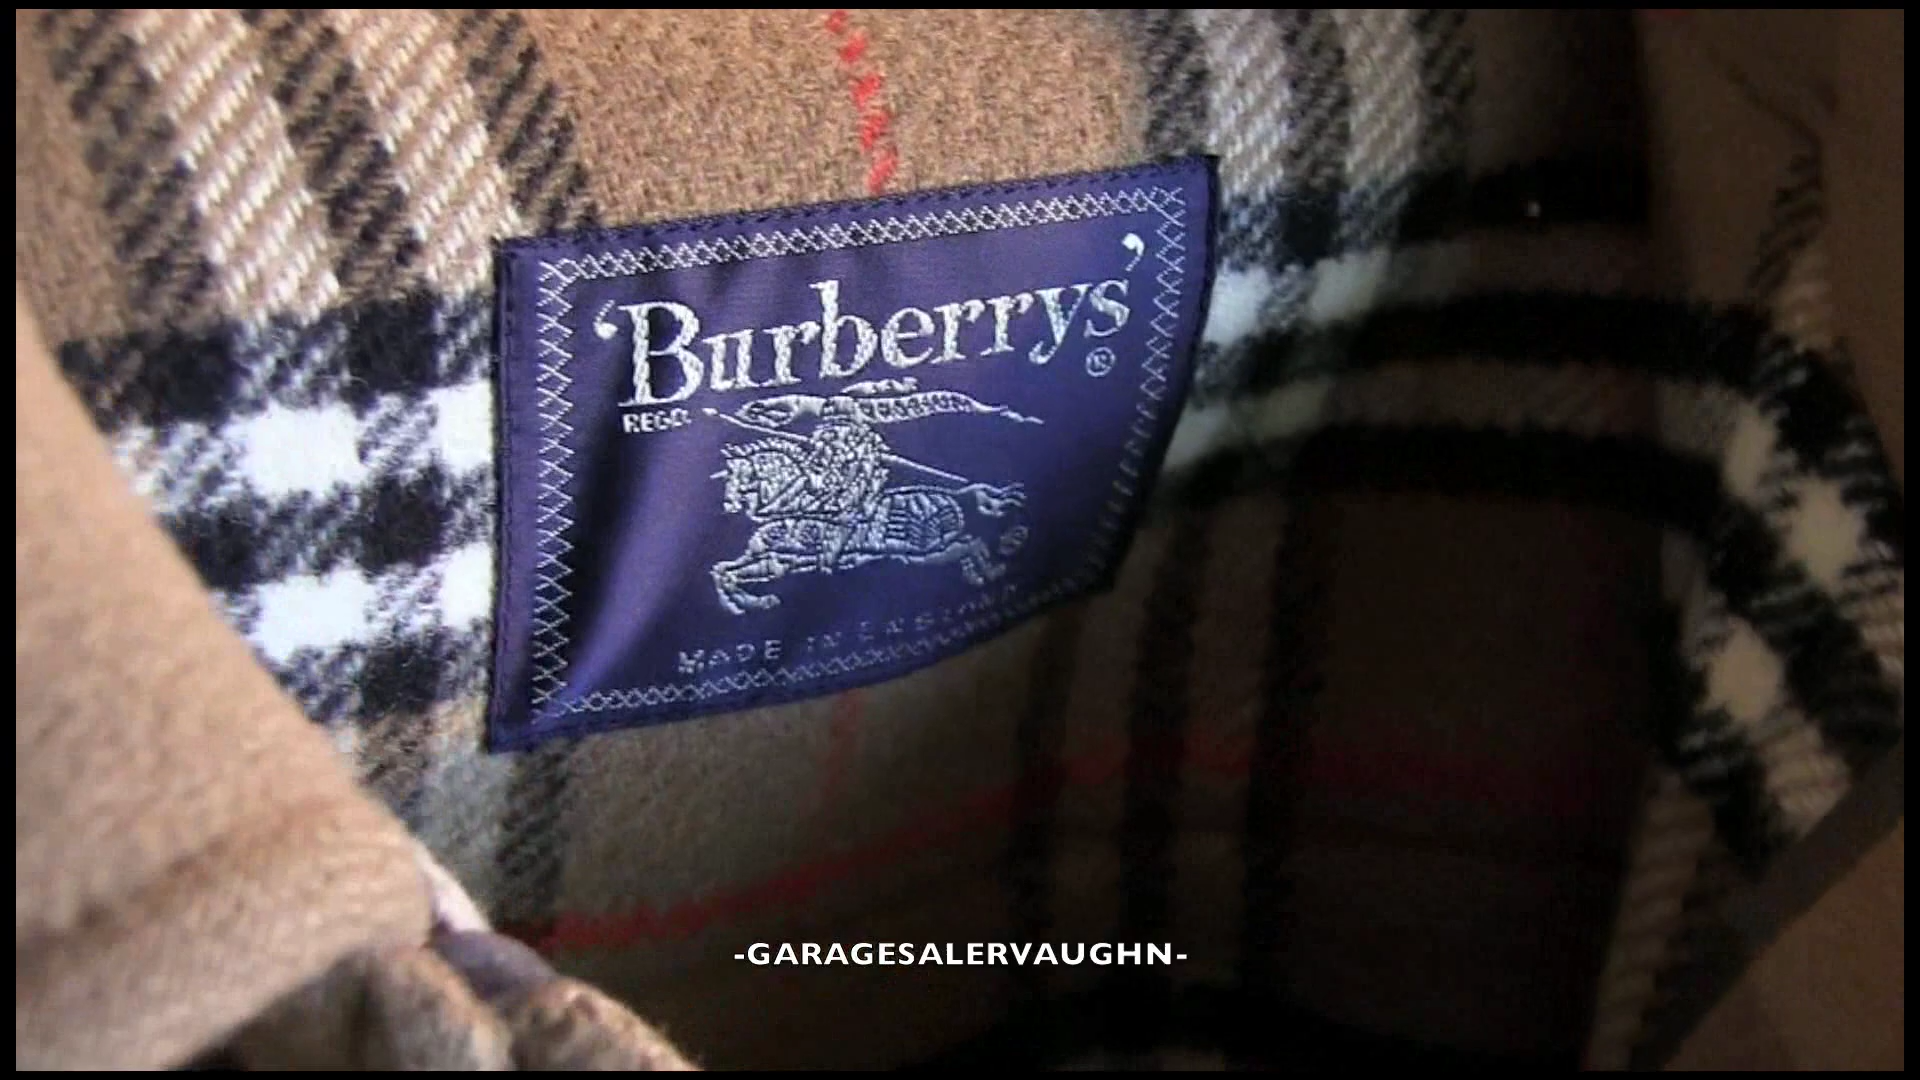 ‘Burberrys’
®
REGD.
MADE IN ENGLAND
-GARAGESALERVAUGHN-